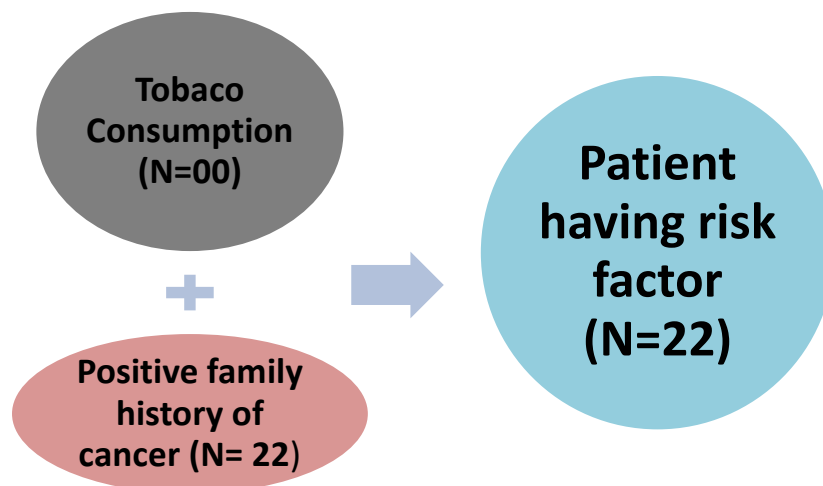 Tobaco
Consumption
(N=00)
Positive family
history of
cancer (N= 22)
Patient
having risk
factor
(N=22)